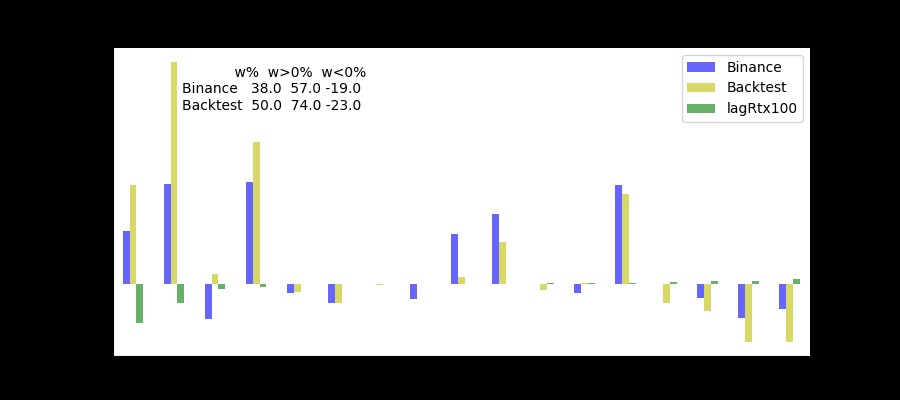 w% w>0% w<0%
Binance 38.0 57.0 -19.0
Backtest 50.0 74.0 -23.0
Binance
Backtest
lagRtx100